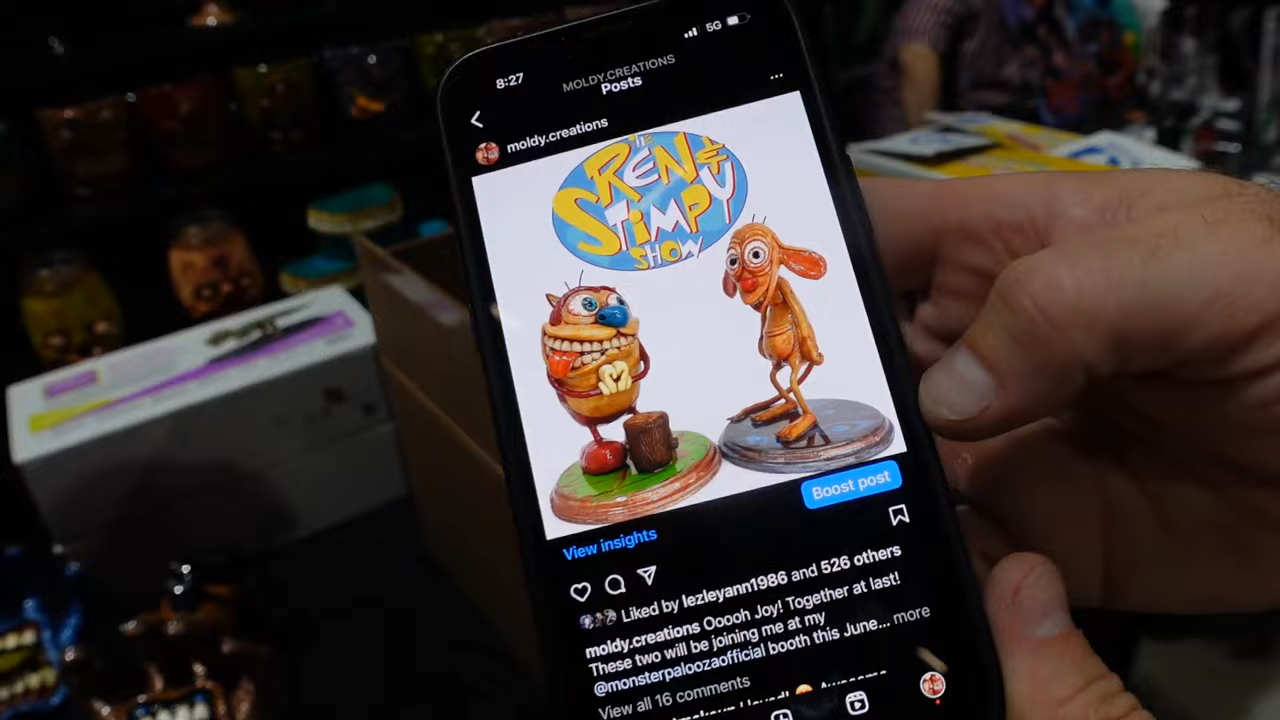 8:27
5G
MOLDY.CREATIONS
Posts
moldy.creations
THE
REN &
STIMPY
SHOW
Boost post
View insights
Liked by lezleyann1986 and 526 others
moldy.creations Ooooh Joy! Together at last!
These two will be joining me at my
@monsterpaloozaofficial booth this June... more
View all 16 comments